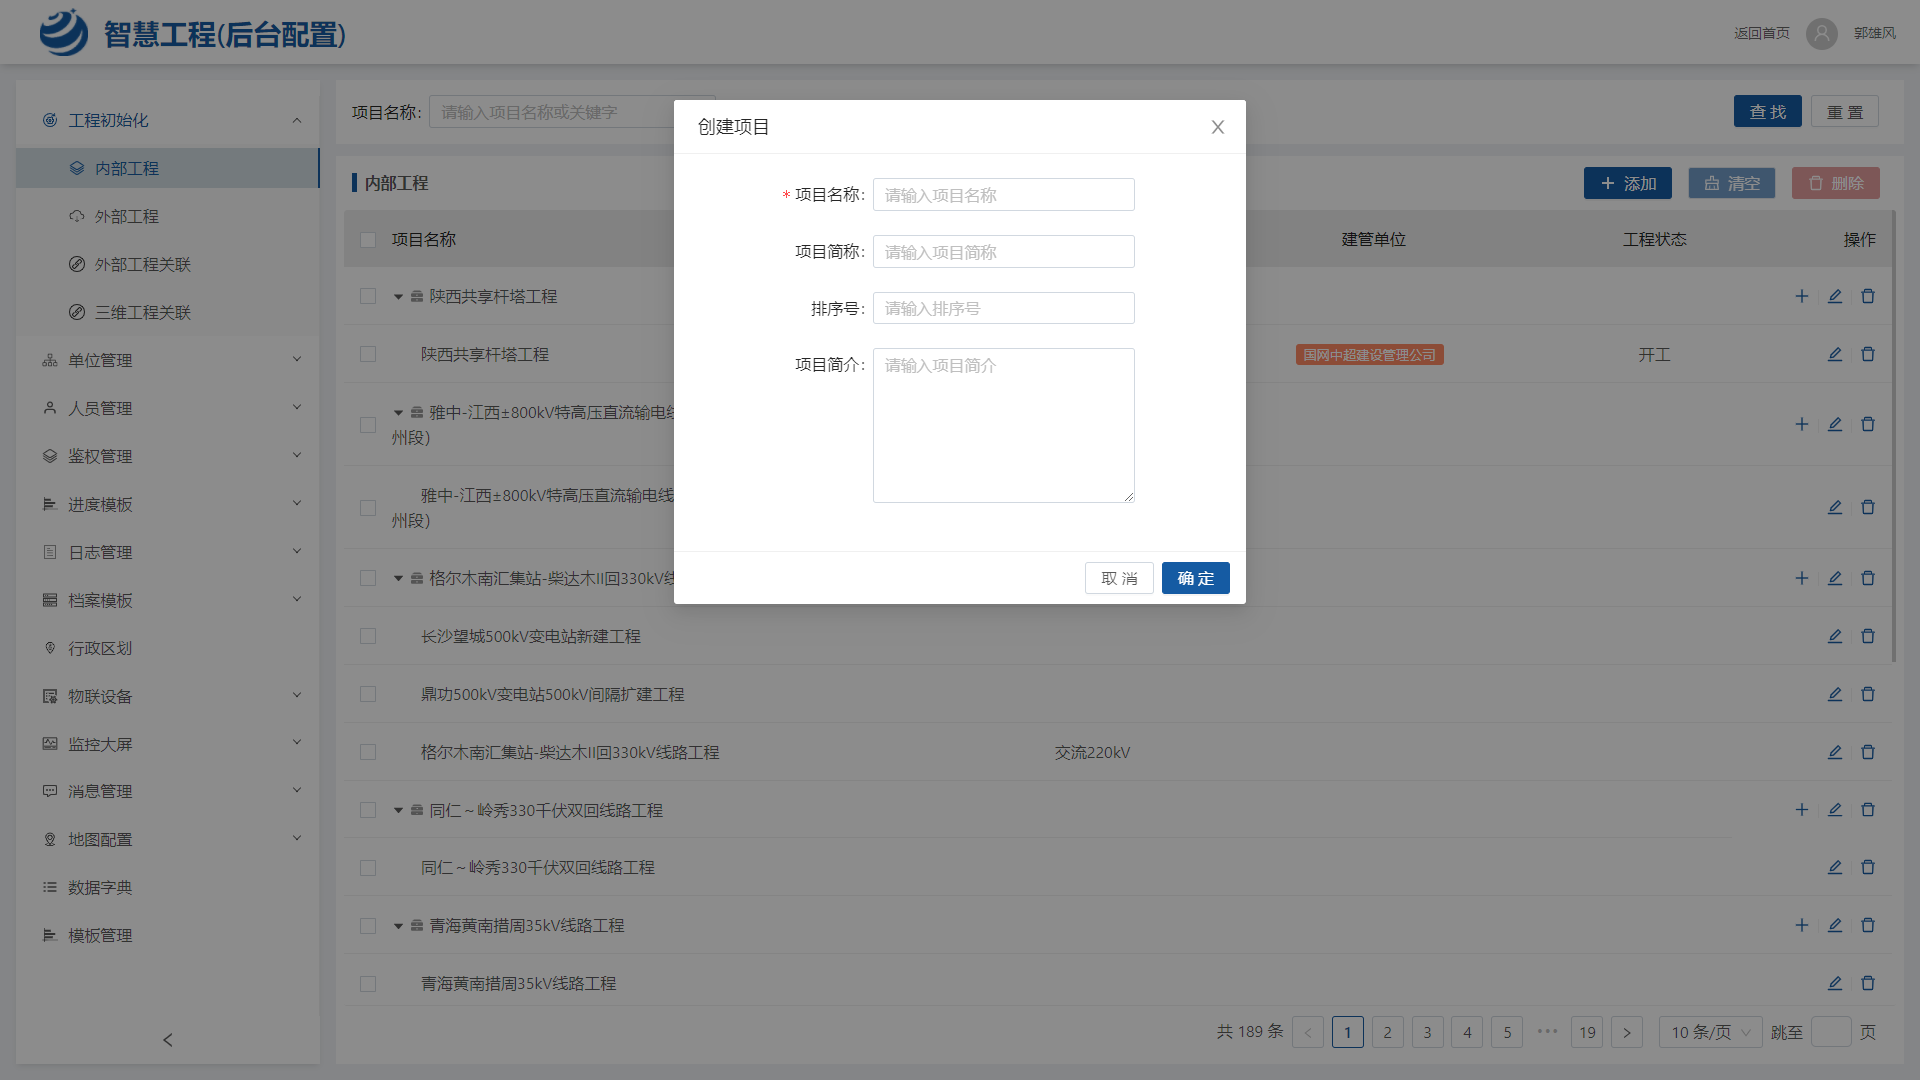 智慧工程(后台配置)
返回首页
郭雄风
工程初始化
内部工程
外部工程
外部工程关联
三维工程关联
单位管理
人员管理
鉴权管理
进度模板
日志管理
档案模板
行政区划
物联设备
监控大屏
消息管理
地图配置
数据字典
模板管理
项目名称:
请输入项目名称或关键字
查 找
重 置
内部工程
添加
清空
删除
项目名称
建管单位
工程状态
操作
陕西共享杆塔工程
陕西共享杆塔工程
国网中超建设管理公司
开工
雅中-江西±800kV特高压直流输电线
州段）
雅中-江西±800kV特高压直流输电线
州段）
格尔木南汇集站-柴达木II回330kV线
长沙望城500kV变电站新建工程
鼎功500kV变电站500kV间隔扩建工程
格尔木南汇集站-柴达木II回330kV线路工程
交流220kV
同仁～岭秀330千伏双回线路工程
同仁～岭秀330千伏双回线路工程
青海黄南措周35kV线路工程
青海黄南措周35kV线路工程
共 189 条
1
2
3
4
5
•••
19
10 条/页
跳至
页
创建项目
* 项目名称:
请输入项目名称
项目简称:
请输入项目简称
排序号:
请输入排序号
项目简介:
请输入项目简介
取 消
确 定